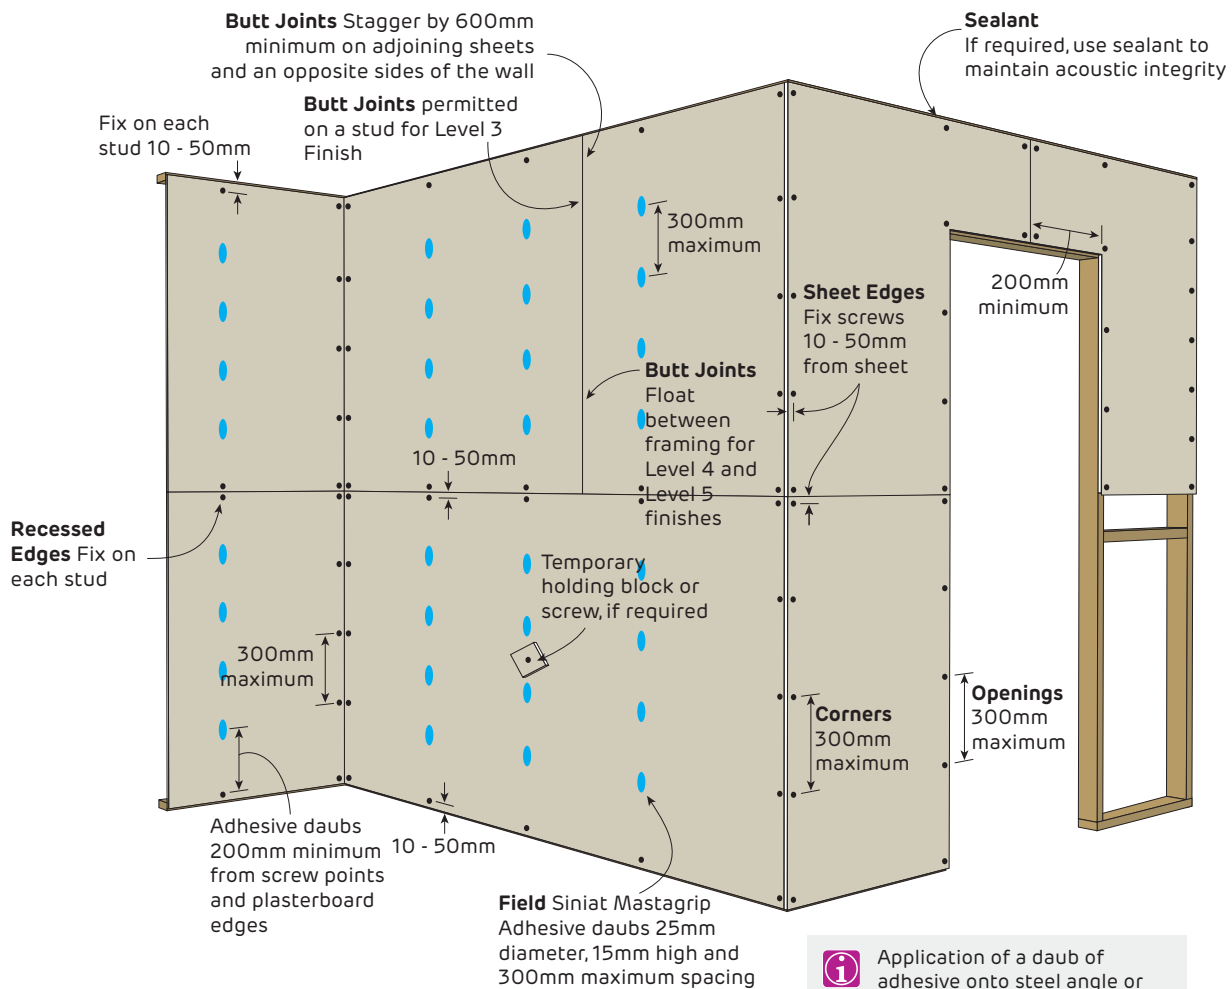 Butt Joints Stagger by 600mm
minimum on adjoining sheets
and an opposite sides of the wall
Sealant
If required, use sealant to
maintain acoustic integrity
Butt Joints permitted
on a stud for Level 3
Finish
Fix on each
stud 10 - 50mm
300mm
maximum
200mm
minimum
Sheet Edges
Fix screws
10 - 50mm
from sheet
Butt Joints
Float
between
framing for
Level 4 and
Level 5
finishes
10 - 50mm
Recessed
Edges Fix on
each stud
Temporary
holding block or
screw, if required
300mm
maximum
Corners
300mm
maximum
Openings
300mm
maximum
Adhesive daubs
200mm minimum
from screw points
and plasterboard
edges
10 - 50mm
Field Siniat Mastagrip
Adhesive daubs 25mm
diameter, 15mm high and
300mm maximum spacing
i
Application of a daub of
adhesive onto steel angle or